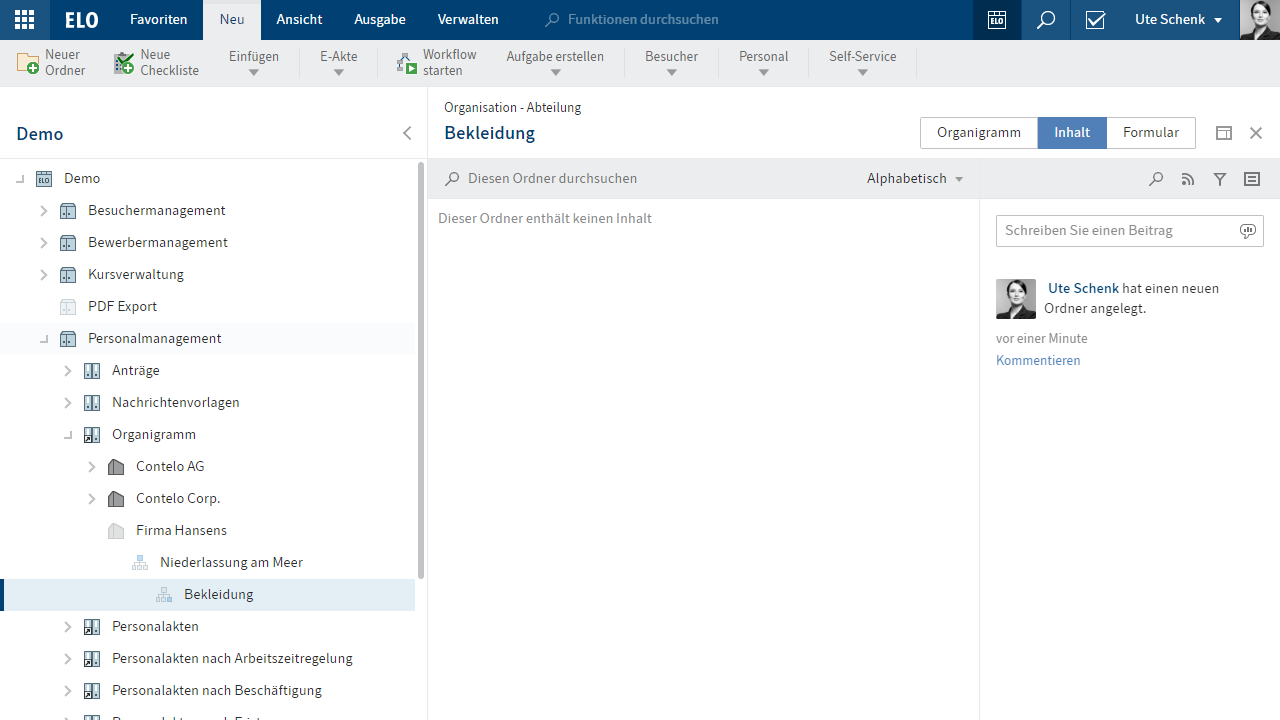 ELO Favoriten Neu Ansicht Ausgabe Verwalten Funktionen durchsuchen ELO Ute Schenk
Neuer Ordner
Neue Checkliste
Einfügen
E-Akte
Workflow starten
Aufgabe erstellen
Besucher
Personal
Self-Service
Demo
Organisation - Abteilung
Bekleidung
Organigramm Inhalt Formular
ELO Demo
Besuchermanagement
Bewerbermanagement
Kursverwaltung
PDF Export
Personalmanagement
Anträge
Nachrichtenvorlagen
Organigramm
Contelo AG
Contelo Corp.
Firma Hansens
Niederlassung am Meer
Bekleidung
Personalakten
Personalakten nach Arbeitszeitregelung
Personalakten nach Beschäftigung
Diesen Ordner durchsuchen Alphabetisch
Dieser Ordner enthält keinen Inhalt
Schreiben Sie einen Beitrag
Ute Schenk hat einen neuen
Ordner angelegt.
vor einer Minute
Kommentieren